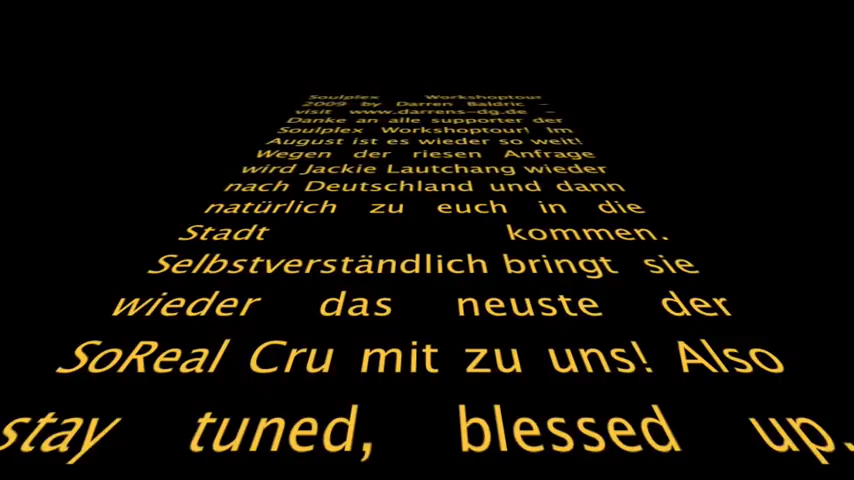 Soulplex Workshoptour
2009 by Darren Baldric -
visit www.darrens-dg.de -
Danke an alle supporter der
Soulplex Workshoptour! Im
August ist es wieder so weit!
Wegen der riesen Anfrage
wird Jackie Lautchang wieder
nach Deutschland und dann
natürlich zu euch in die
Stadt kommen.
Selbstverständlich bringt sie
wieder das neuste der
SoReal Cru mit zu uns! Also
stay tuned, blessed up.